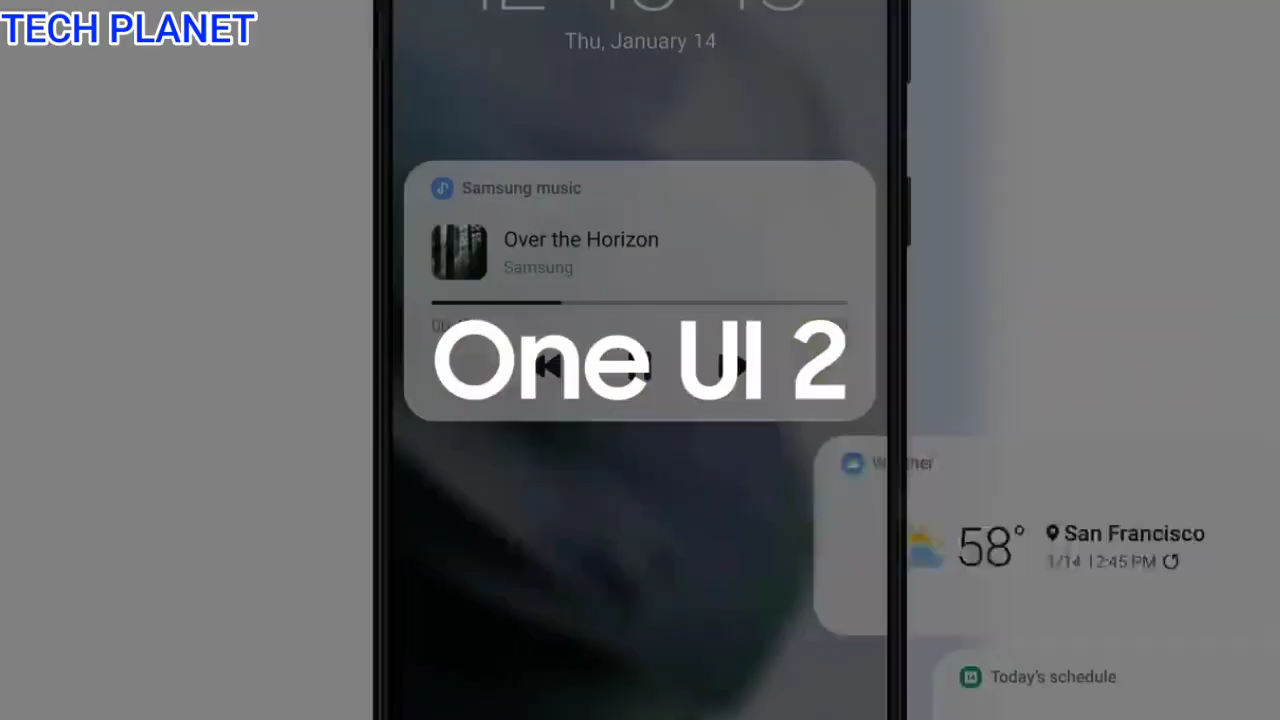 TECH PLANET
Thu, January 14
Samsung music
Over the Horizon
Samsung
One UI 2
Weather
58°
San Francisco
1/14 12:45 PM
Today's schedule